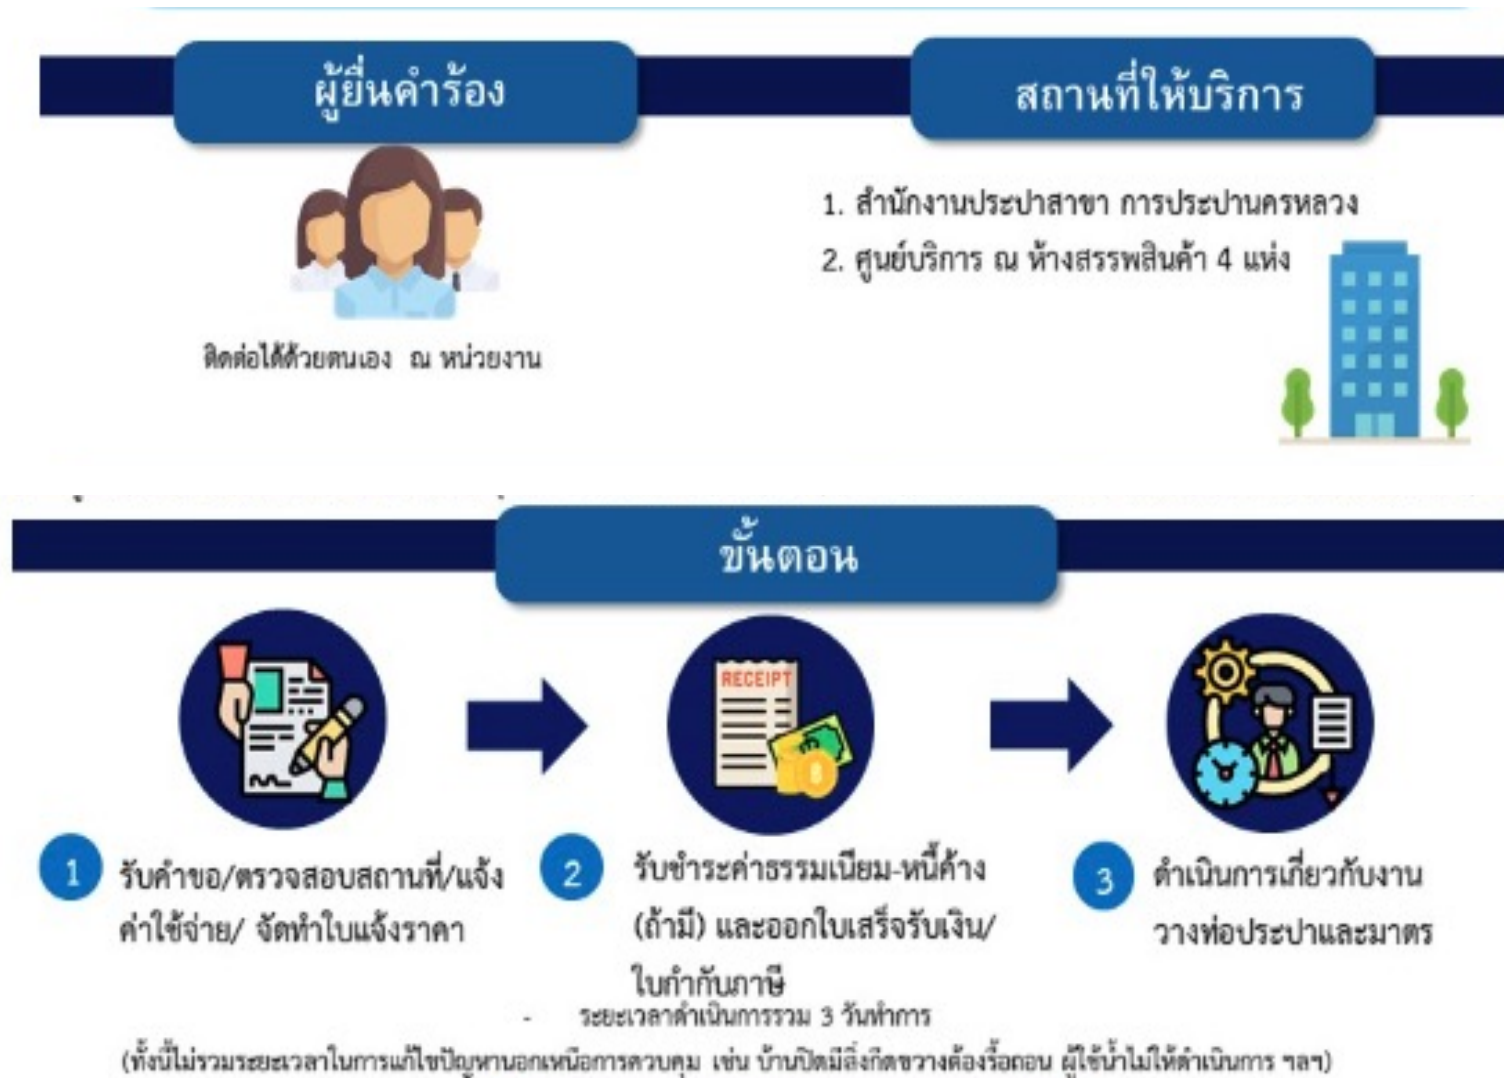 ผู้ยื่นคำร้อง
ติดต่อได้ด้วยตนเอง ณ หน่วยงาน
สถานที่ให้บริการ
1. สำนักงานประปาสาขา การประปานครหลวง
2. ศูนย์บริการ ณ ห้างสรรพสินค้า 4 แห่ง
ขั้นตอน
1
รับคำขอ/ตรวจสอบสถานที่/แจ้ง
ค่าใช้จ่าย/ จัดทำใบแจ้งราคา
RECEIPT
2
รับชำระค่าธรรมเนียม-หนี้ค้าง
(ถ้ามี) และออกใบเสร็จรับเงิน/
ใบกำกับภาษี
3
ดำเนินการเกี่ยวกับงาน
วางท่อประปาและมาตร
- ระยะเวลาดำเนินการรวม 3 วันทำการ
(ทั้งนี้ไม่รวมระยะเวลาในการแก้ไขปัญหานอกเหนือการควบคุม เช่น บ้านปิดมีสิ่งกีดขวางต้องรื้อถอน ผู้ใช้น้ำไม่ให้ดำเนินการ ฯลฯ)